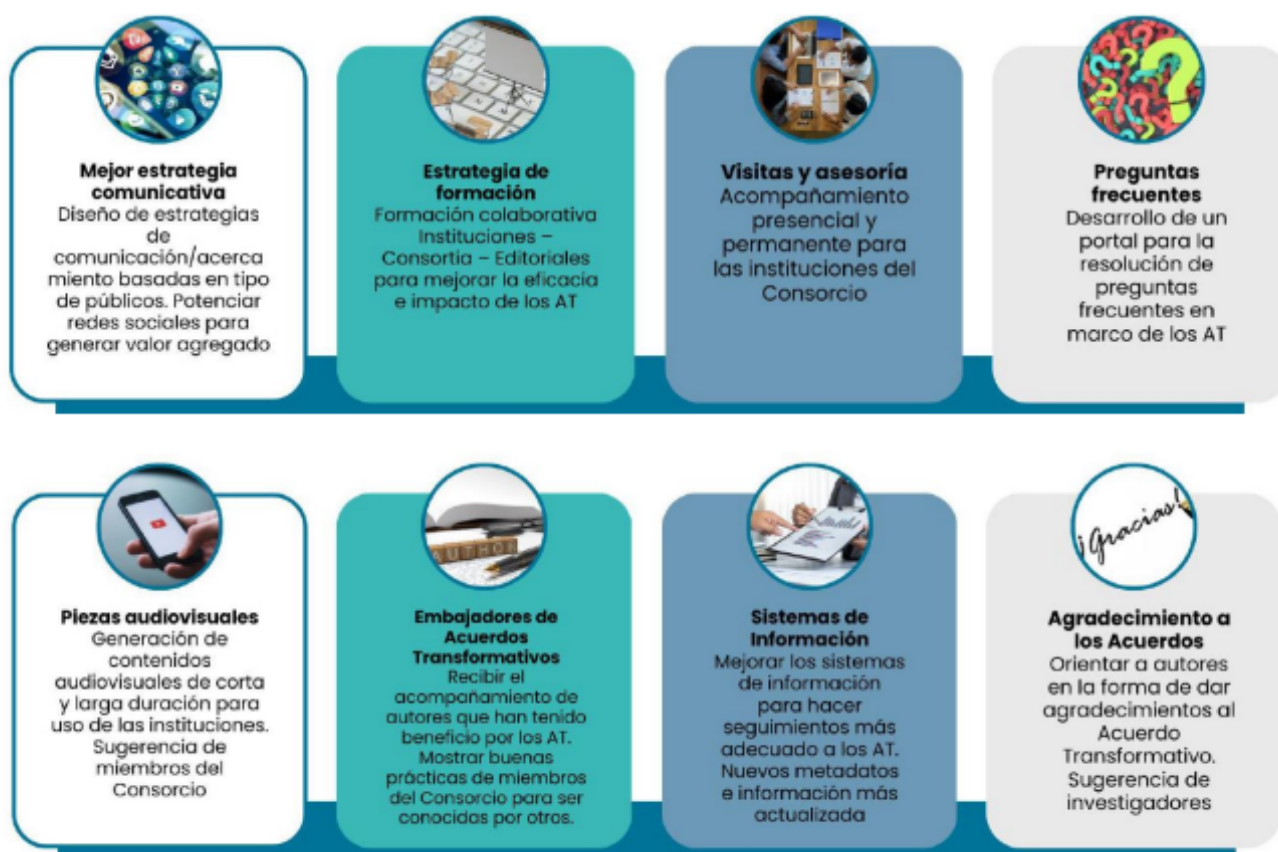 Mejor estrategia
comunicativa
Diseño de estrategias
de
comunicación/acerca
miento basadas en tipo
de públicos. Potenciar
redes sociales para
generar valor agregado
Estrategia de
formación
Formación colaborativa
Instituciones –
Consortia – Editoriales
para mejorar la eficacia
e impacto de los AT
Visitas y asesoría
Acompañamiento
presencial y
permanente para
las instituciones del
Consorcio
Preguntas
frecuentes
Desarrollo de un
portal para la
resolución de
preguntas
frecuentes en
marco de los AT
Piezas audiovisuales
Generación de
contenidos
audiovisuales de corta
y larga duración para
uso de las instituciones.
Sugerencia de
miembros del
Consorcio
AUTHOR
Embajadores de
Acuerdos
Transformativos
Recibir el
acompañamiento de
autores que han tenido
beneficio por los AT.
Mostrar buenas
prácticas de miembros
del Consorcio para ser
conocidas por otros.
Sistemas de
Información
Mejorar los sistemas
de información
para hacer
seguimientos más
adecuado a los AT.
Nuevos metadatos
e información más
actualizada
¡Gracias!
Agradecimiento a
los Acuerdos
Orientar a autores
en la forma de dar
agradecimientos al
Acuerdo
Transformativo.
Sugerencia de
investigadores